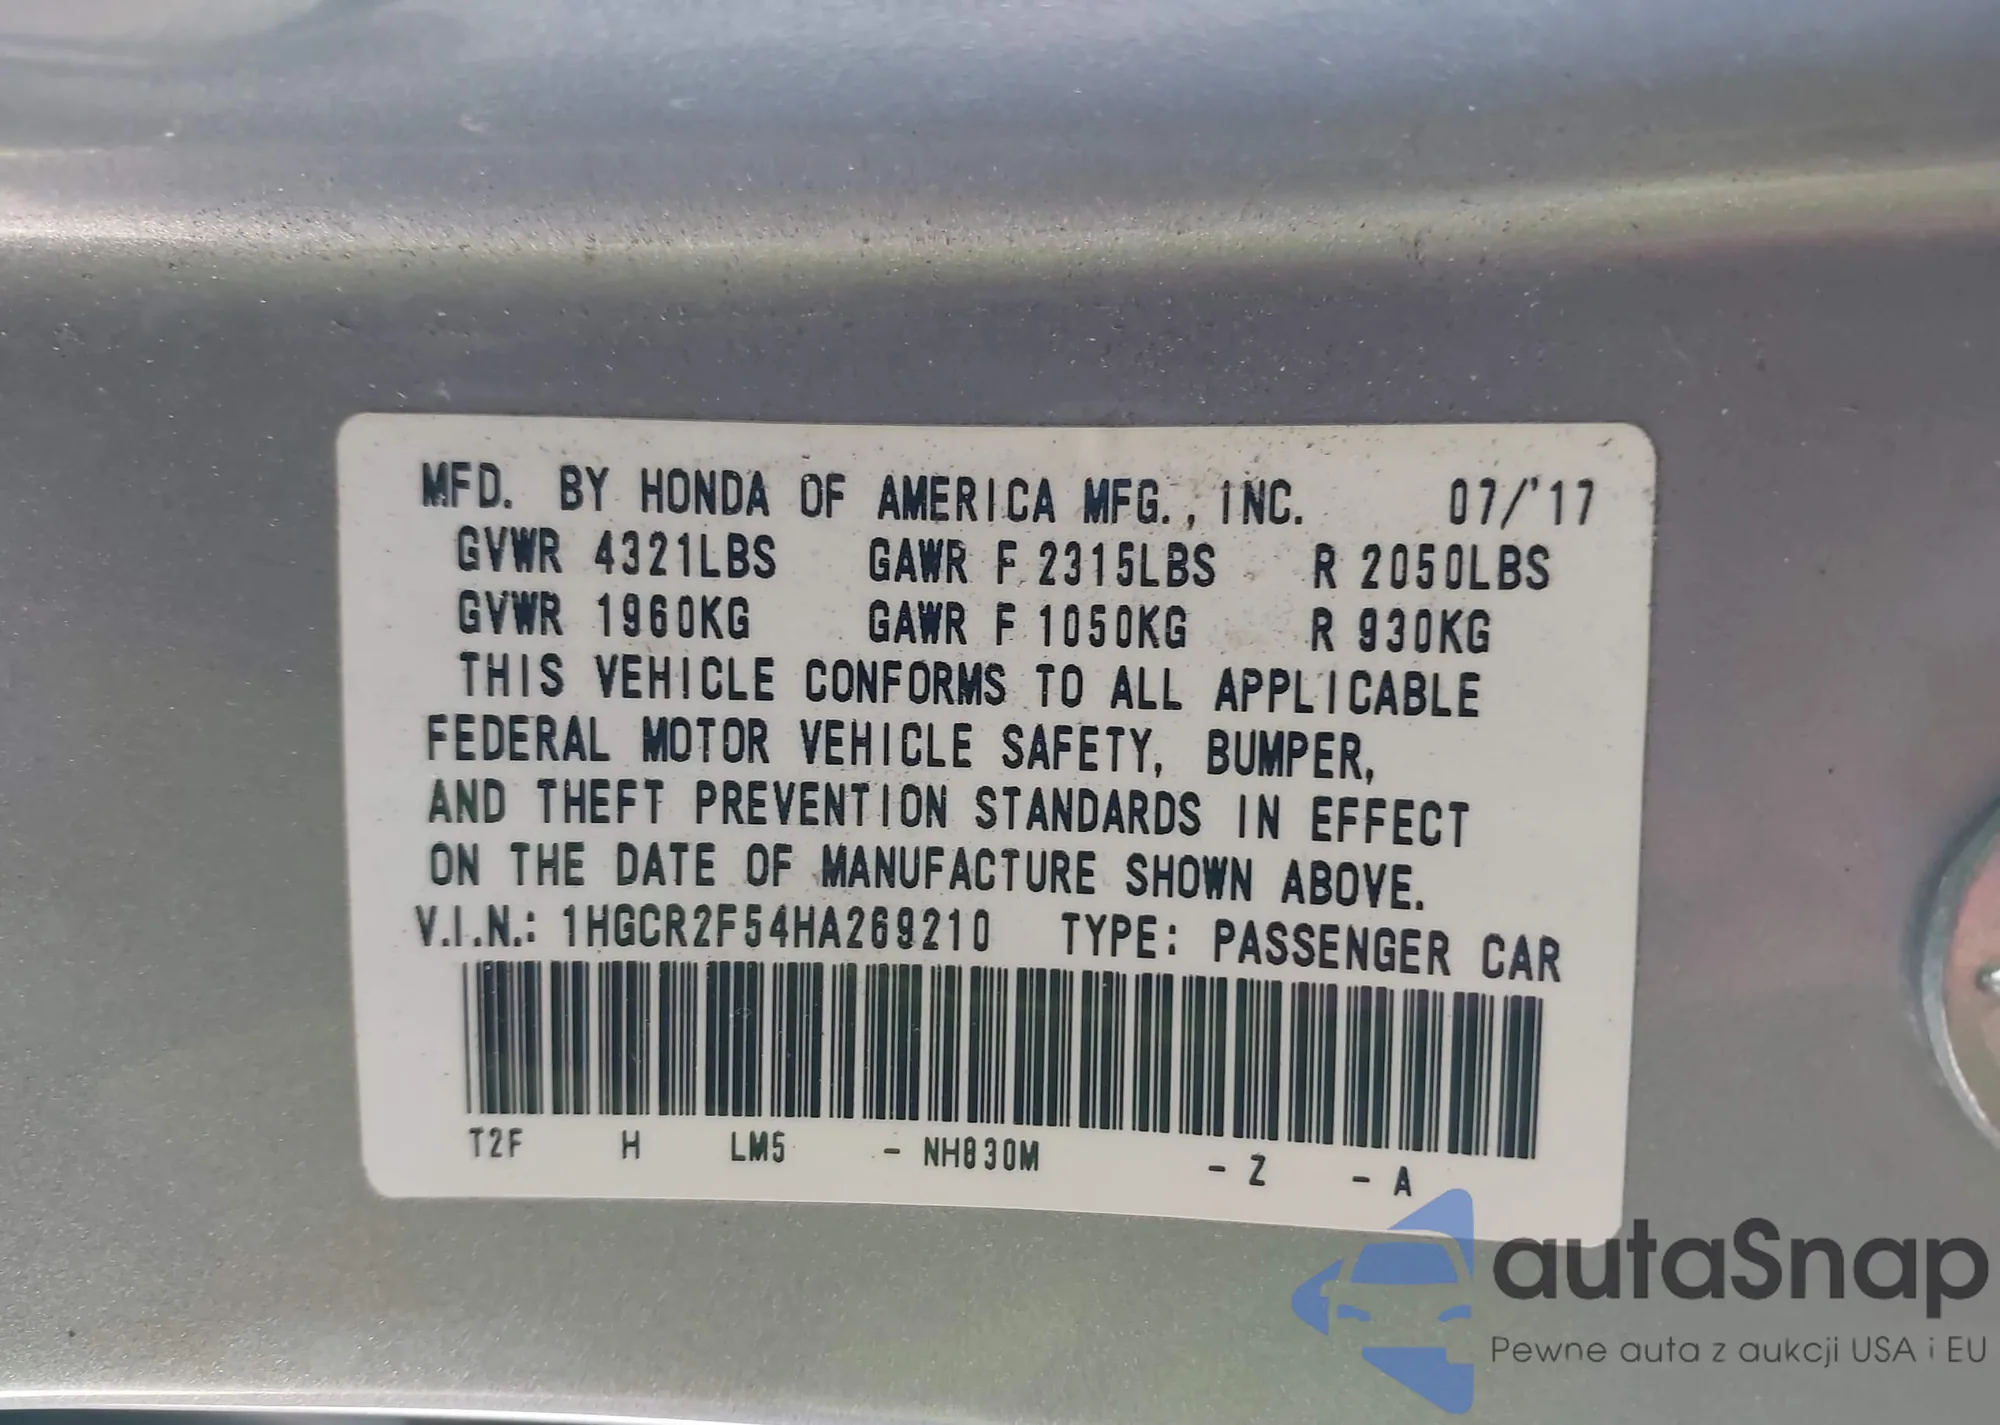 MFD. BY HONDA OF AMERICA MFG., INC. 07/'17
GVWR 4321LBS GAWR F 2315LBS R 2050LBS
GVWR 1960KG GAWR F 1050KG R 930KG
THIS VEHICLE CONFORMS TO ALL APPLICABLE
FEDERAL MOTOR VEHICLE SAFETY, BUMPER,
AND THEFT PREVENTION STANDARDS IN EFFECT
ON THE DATE OF MANUFACTURE SHOWN ABOVE.
V.I.N.: 1HGCR2F54HA269210 TYPE: PASSENGER CAR
T2F H LM5 - NH830M - Z - A
autaSnap
Pewne auta z aukcji USA i EU